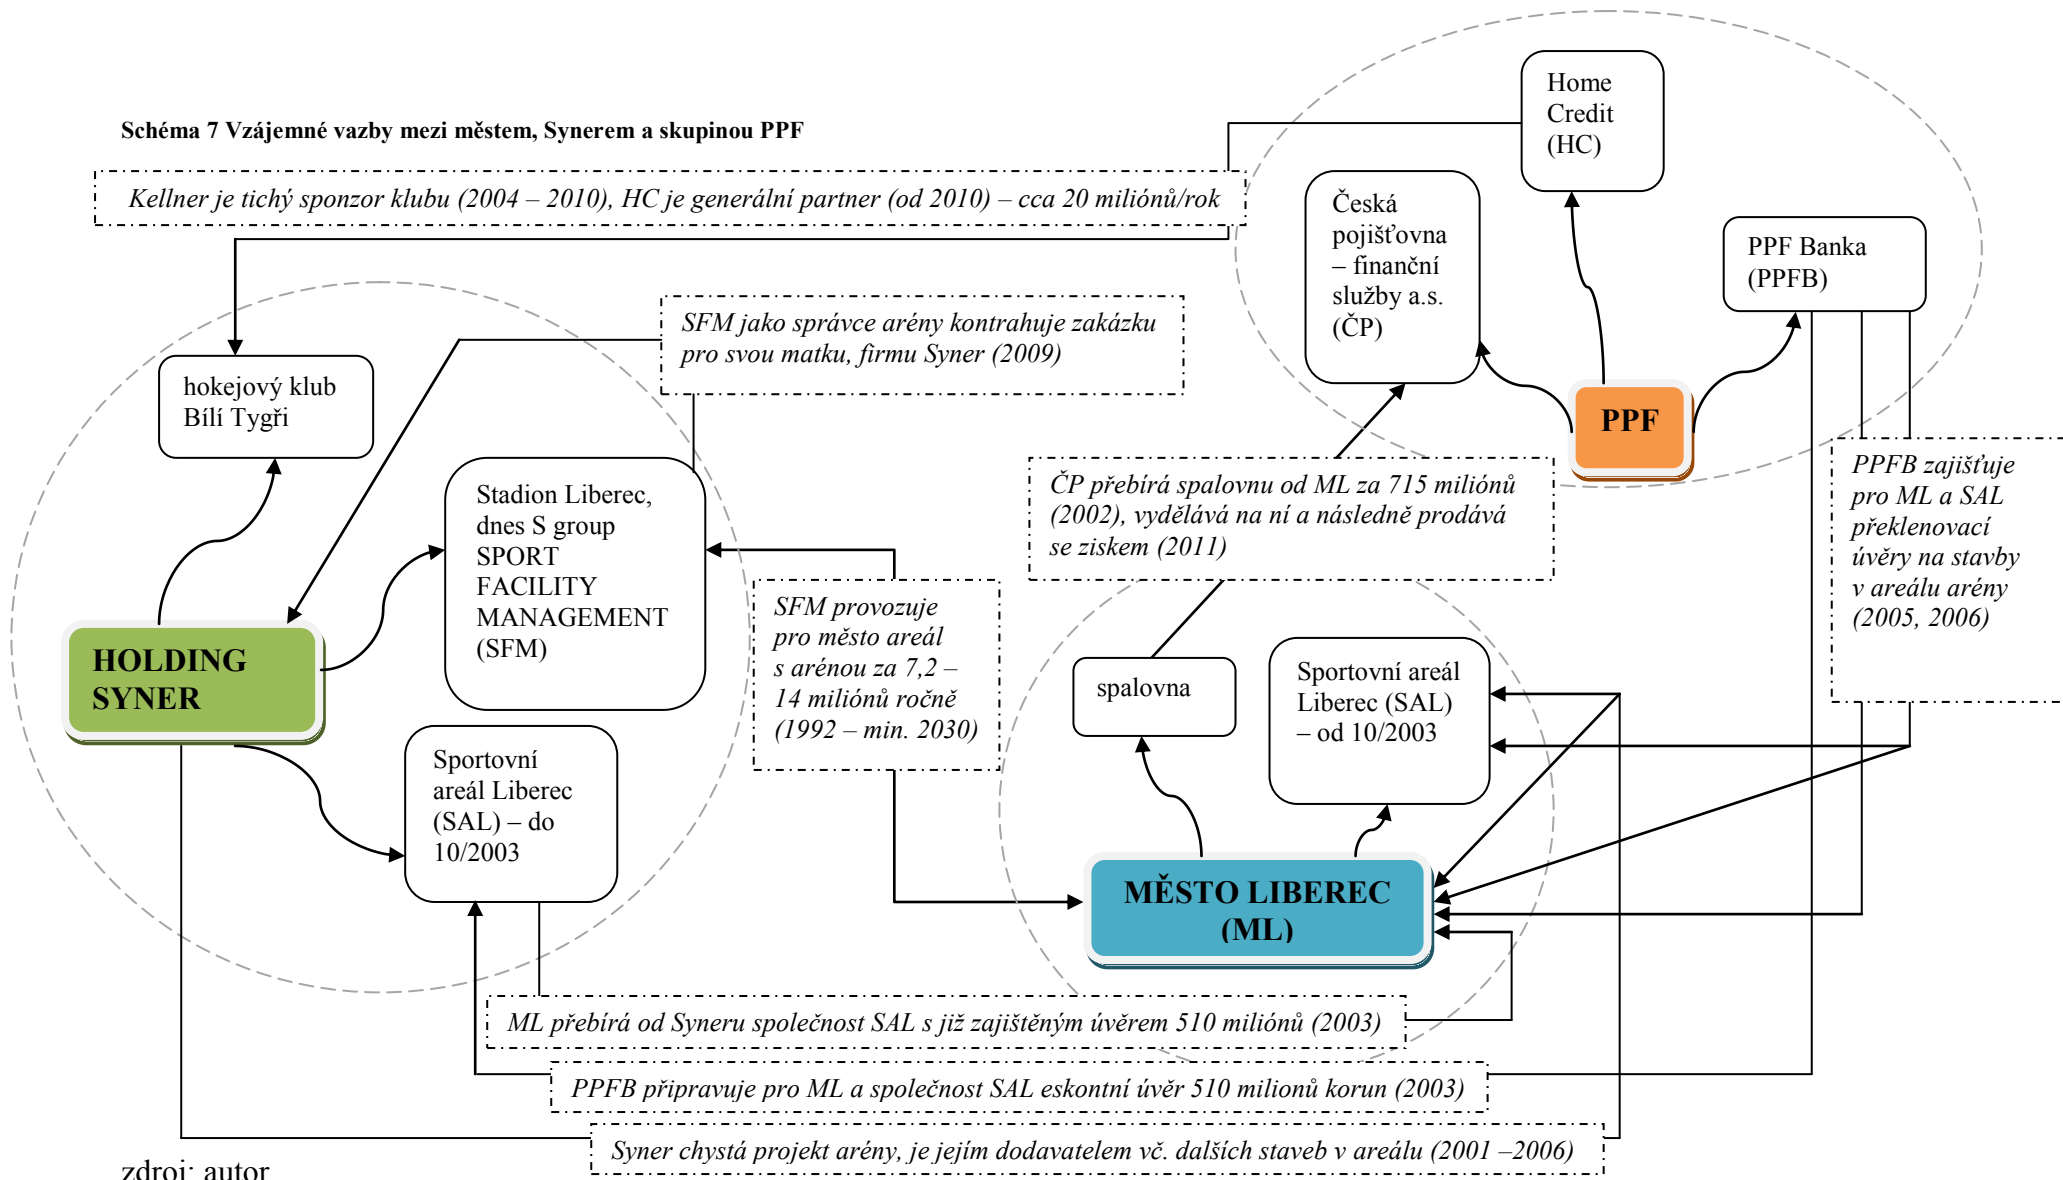 Schéma 7 Vzájemné vazby mezi městem, Synerem a skupinou PPF
Home
Credit
(HC)
Kellner je tichý sponzor klubu (2004 – 2010), HC je generální partner (od 2010) – cca 20 miliónů/rok
Česká
pojišťovna
– finanční
služby a.s.
(ČP)
PPF Banka
(PPFB)
SFM jako správce arény kontrahuje zakázku
pro svou matku, firmu Syner (2009)
hokejový klub
Bílí Tygři
PPF
Stadion Liberec,
dnes S group
SPORT
FACILITY
MANAGEMENT
(SFM)
ČP přebírá spalovnu od ML za 715 miliónů
(2002), vydělává na ní a následně prodává
se ziskem (2011)
PPFB zajišťuje
pro ML a SAL
překlenovací
úvěry na stavby
v areálu arény
(2005, 2006)
SFM provozuje
pro město areál
s arénou za 7,2 –
14 miliónů ročně
(1992 – min. 2030)
HOLDING
SYNER
spalovna
Sportovní areál
Liberec (SAL)
– od 10/2003
Sportovní
areál Liberec
(SAL) – do
10/2003
MĚSTO LIBEREC
(ML)
ML přebírá od Syneru společnost SAL s již zajištěným úvěrem 510 miliónů (2003)
PPFB připravuje pro ML a společnost SAL eskontní úvěr 510 milionů korun (2003)
Syner chystá projekt arény, je jejím dodavatelem vč. dalších staveb v areálu (2001 –2006)
zdroj: autor